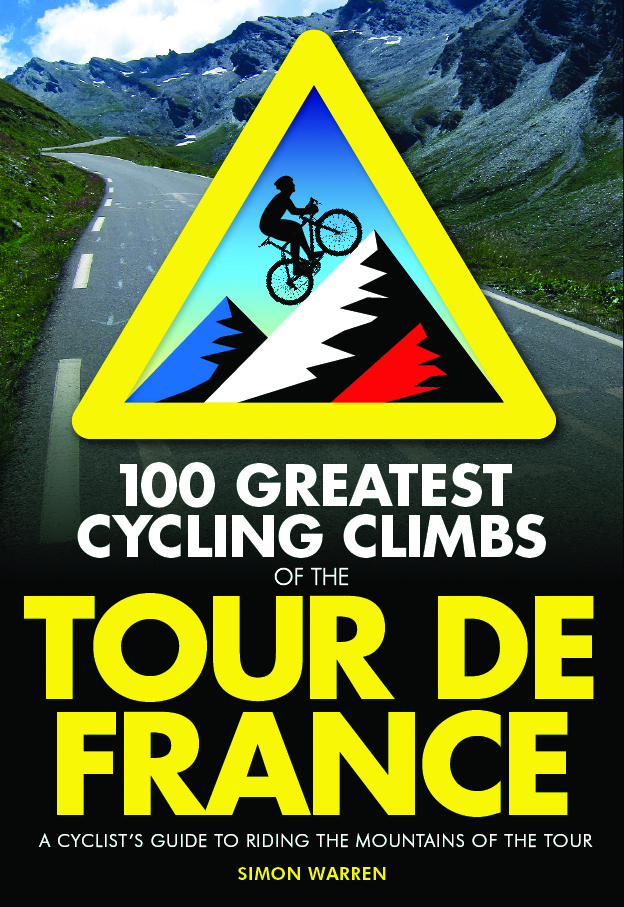 100 GREATEST
CYCLING CLIMBS
OF THE
TOUR DE
FRANCE
A CYCLIST'S GUIDE TO RIDING THE MOUNTAINS OF THE TOUR
SIMON WARREN